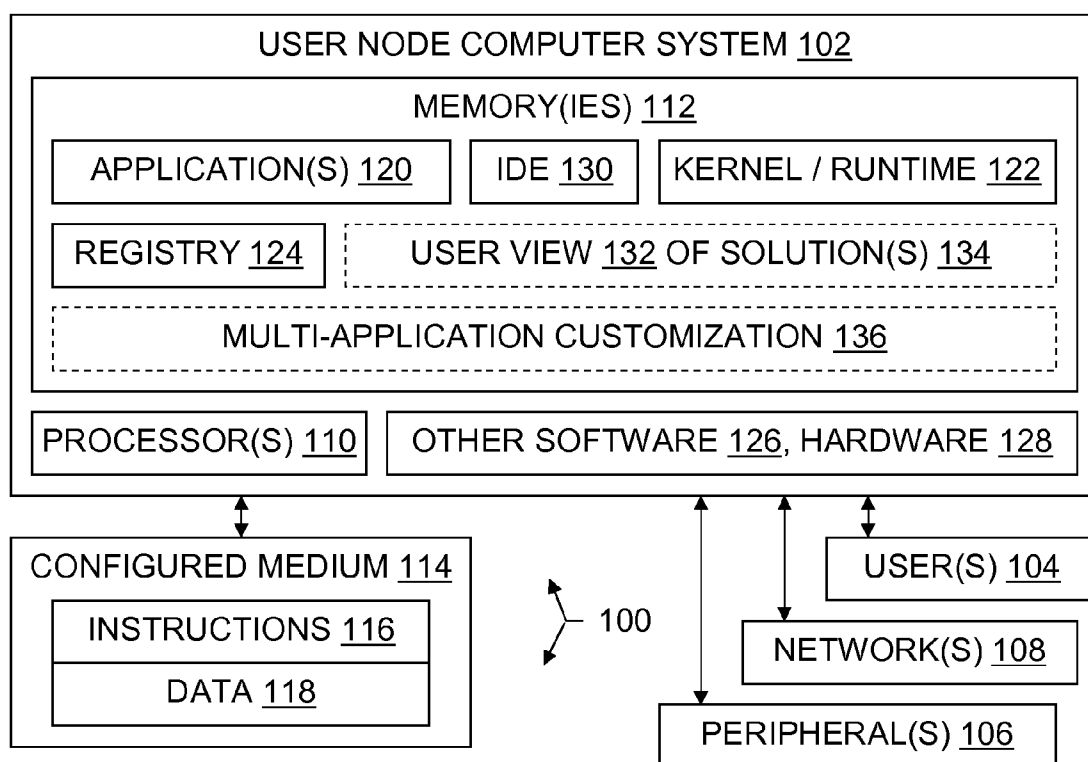 USER NODE COMPUTER SYSTEM 102
MEMORY(IES) 112
APPLICATION(S) 120
IDE 130
KERNEL / RUNTIME 122
REGISTRY 124
USER VIEW 132 OF SOLUTION(S) 134
MULTI-APPLICATION CUSTOMIZATION 136
PROCESSOR(S) 110
OTHER SOFTWARE 126, HARDWARE 128
CONFIGURED MEDIUM 114
INSTRUCTIONS 116
DATA 118
100
USER(S) 104
NETWORK(S) 108
PERIPHERAL(S) 106